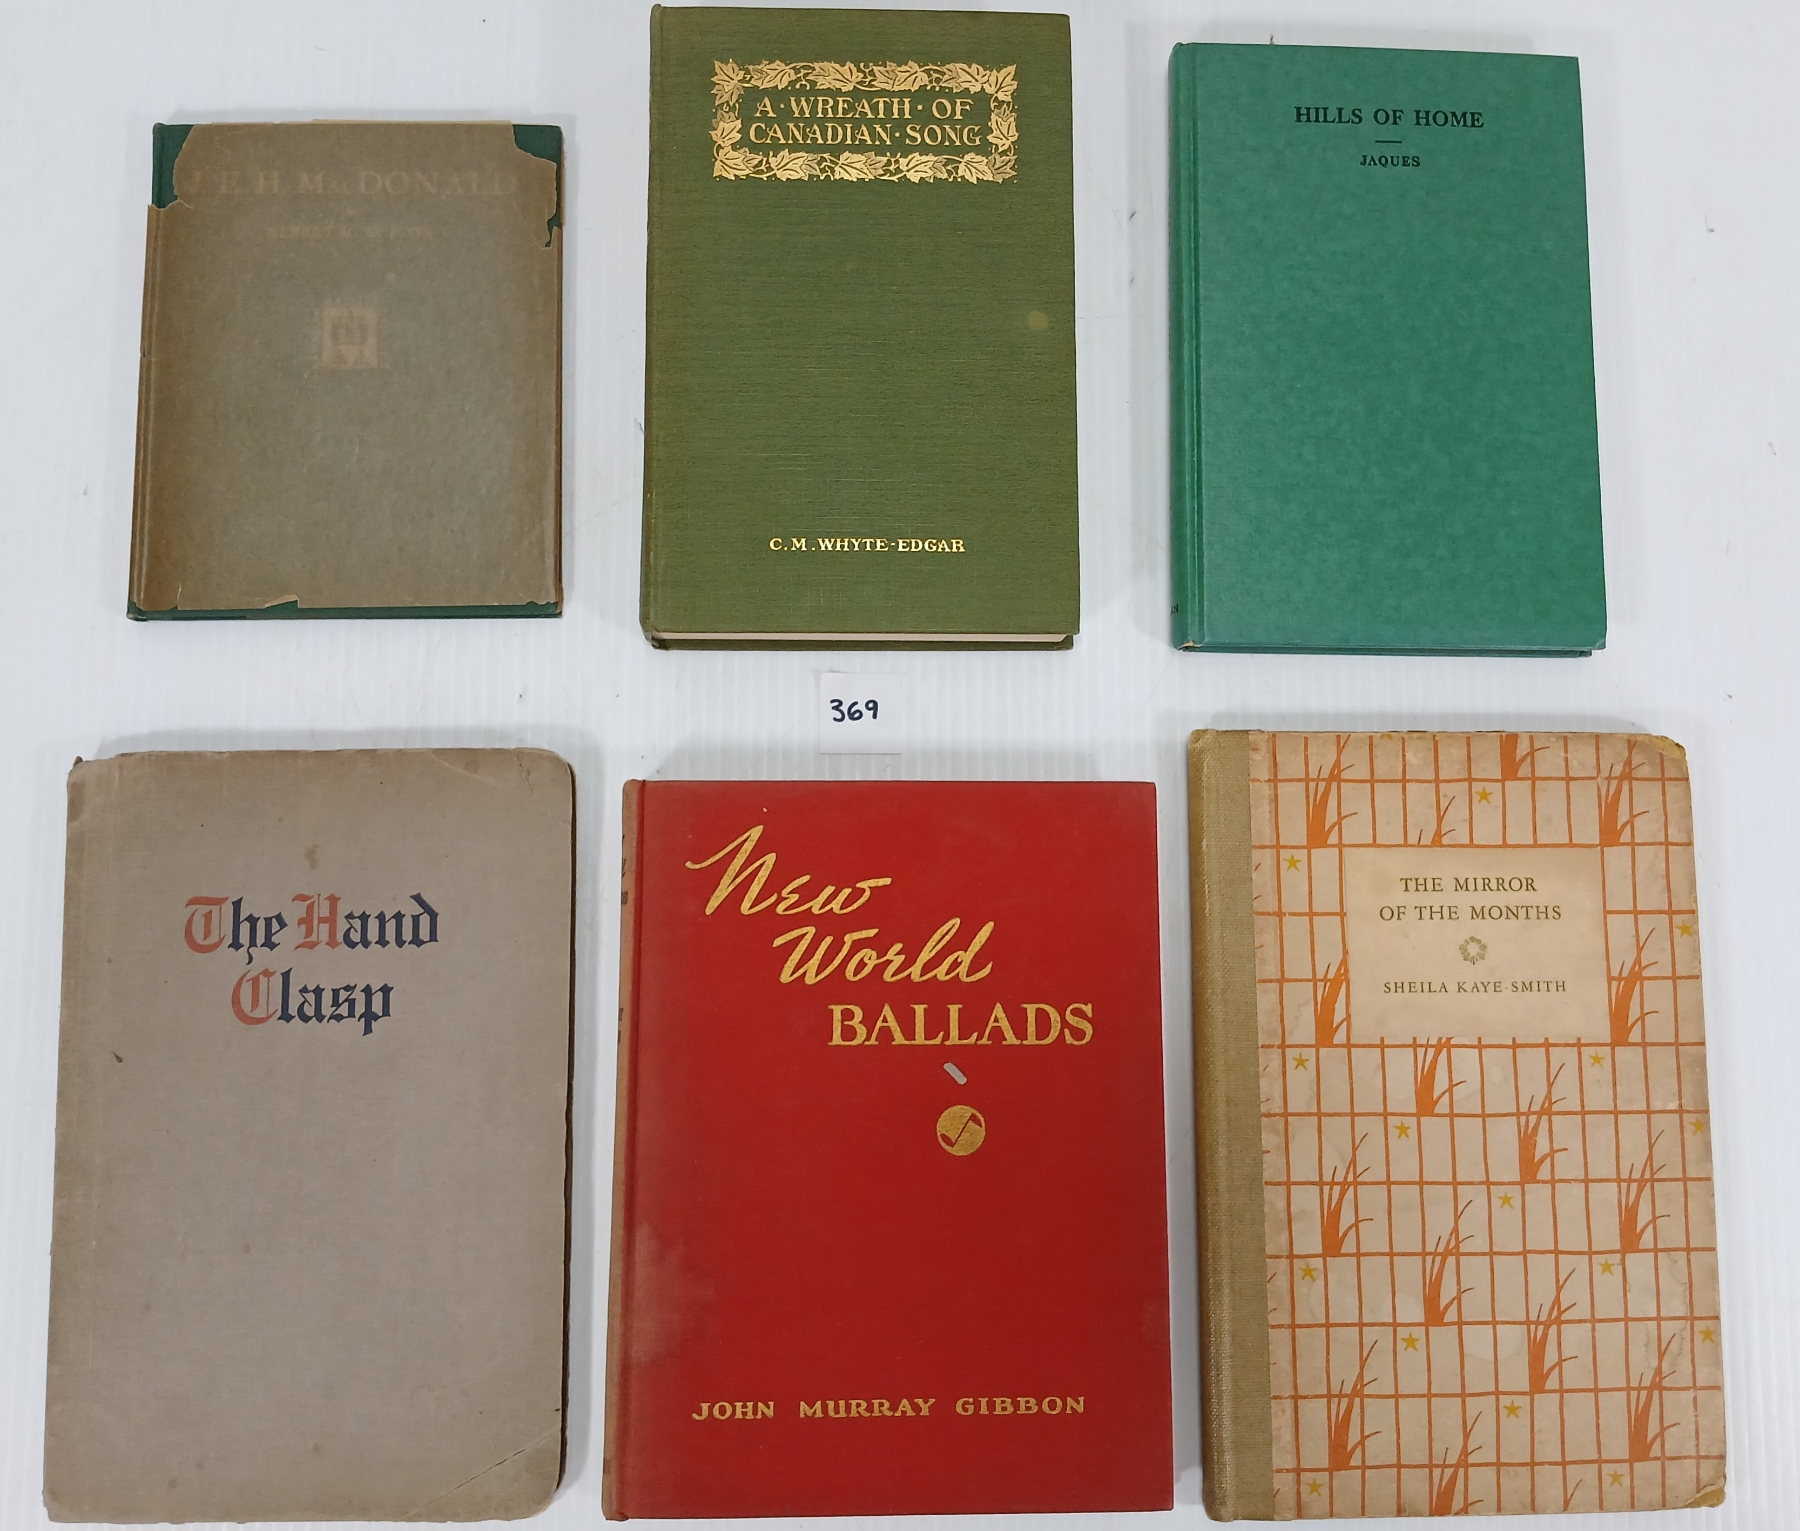 J. E. H. MacDONALD
A·WREATH·OF
CANADIAN·SONG
C.M.WHYTE-EDGAR
HILLS OF HOME
JAQUES
369
The Hand
Clasp
New
World
BALLADS
JOHN MURRAY GIBBON
THE MIRROR
OF THE MONTHS
SHEILA KAYE-SMITH